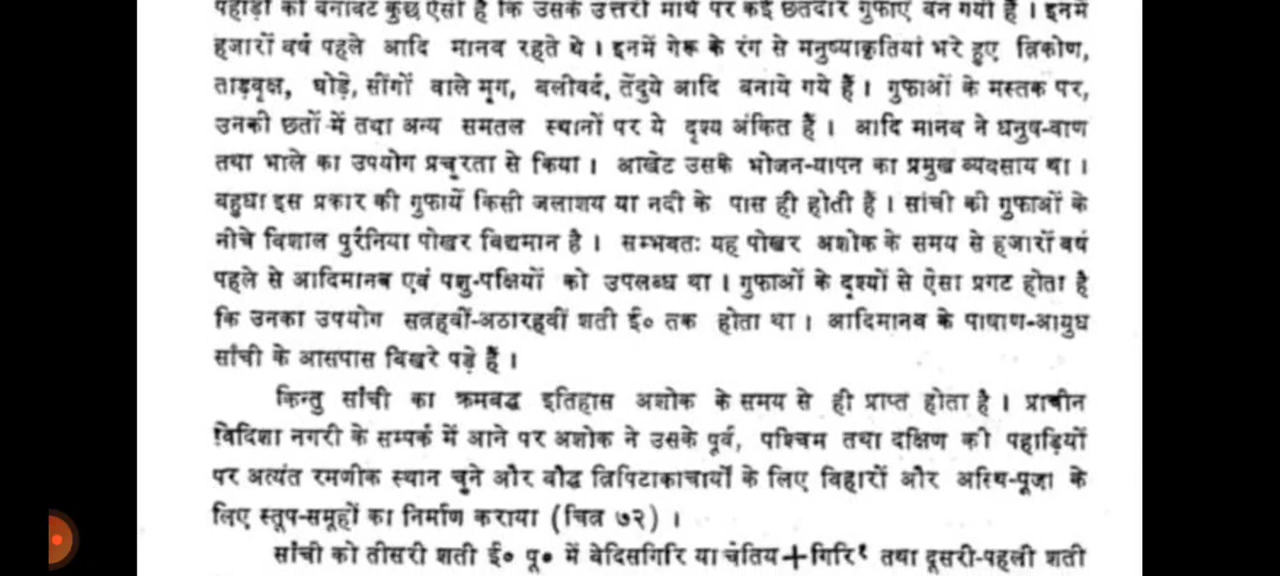 पहाड़ी की बनावट कुछ ऐसी है कि उसके उत्तरी माथे पर कई छतदार गुफाएं बन गयी हैं । इनमें
हजारों वर्ष पहले आदि मानव रहते थे । इनमें गेरू के रंग से मनुष्याकृतियां भरे हुए त्रिकोण,
ताड़वृक्ष, घोड़े, सींगों वाले मृग, बलीवर्द, तेंदुये आदि बनाये गये हैं । गुफाओं के मस्तक पर,
उनकी छतों में तथा अन्य समतल स्थानों पर ये दृश्य अंकित हैं । आदि मानव ने धनुष-बाण
तथा भाले का उपयोग प्रचुरता से किया । आखेट उसके भोजन-यापन का प्रमुख व्यवसाय था ।
बहुधा इस प्रकार की गुफायें किसी जलाशय या नदी के पास ही होती हैं । सांची की गुफाओं के
नीचे विशाल पुरैनिया पोखर विद्यमान है । सम्भवतः यह पोखर अशोक के समय से हजारों वर्ष
पहले से आदिमानव एवं पशु-पक्षियों को उपलब्ध था । गुफाओं के दृश्यों से ऐसा प्रगट होता है
कि उनका उपयोग सत्रहवीं-अठारहवीं शती ई० तक होता था । आदिमानव के पाषाण-आयुध
सांची के आसपास बिखरे पड़े हैं ।
किन्तु सांची का क्रमबद्ध इतिहास अशोक के समय से ही प्राप्त होता है । प्राचीन
विदिशा नगरी के सम्पर्क में आने पर अशोक ने उसके पूर्व, पश्चिम तथा दक्षिण की पहाड़ियों
पर अत्यंत रमणीक स्थान चुने और बौद्ध त्रिपिटाकाचार्यों के लिए विहारों और अस्थि-पूजा के
लिए स्तूप-समूहों का निर्माण कराया (चित्र ७२) ।
सांची को तीसरी शती ई० पू० में वेदिसगिरि या चेतिय+गिरि¹ तथा दूसरी-पहली शती